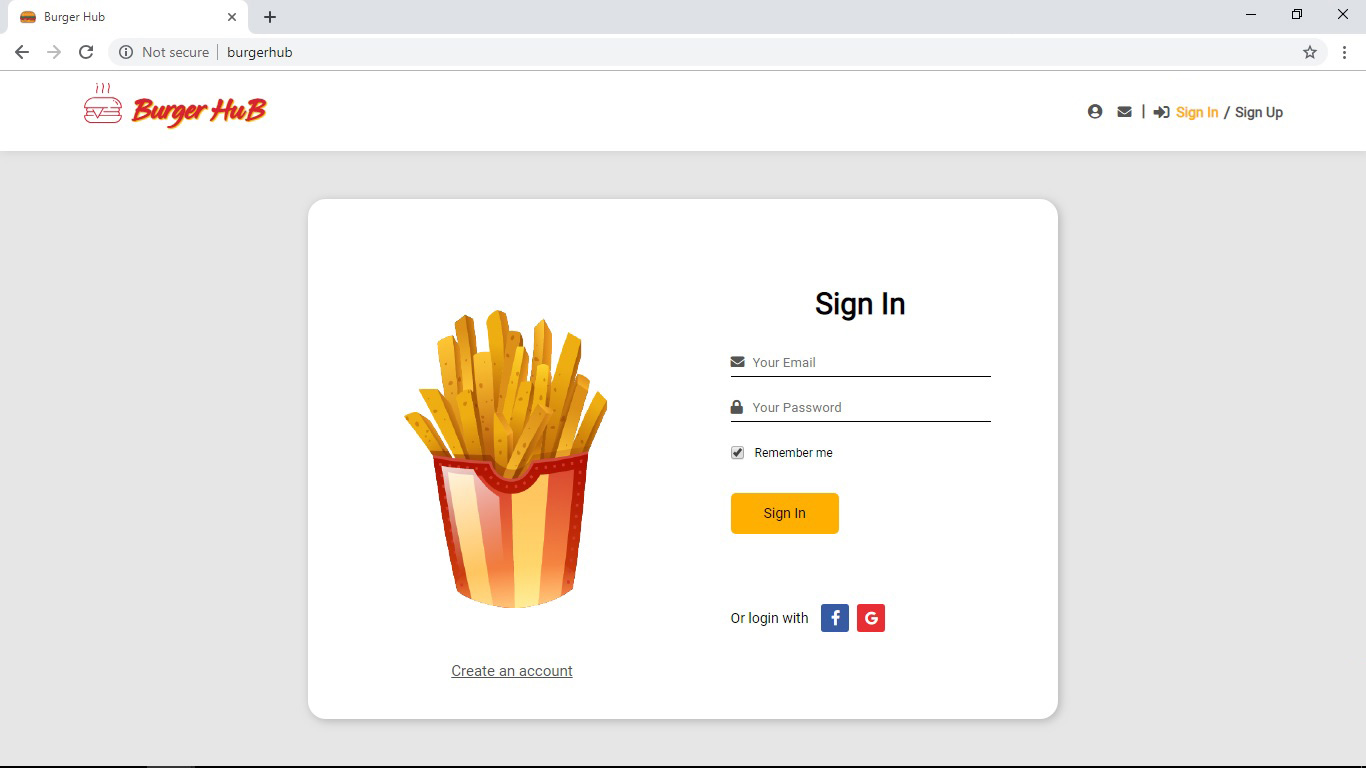 Burger Hub
Not secure | burgerhub
Burger HuB
| Sign In / Sign Up
Sign In
Your Email
Your Password
Remember me
Sign In
Or login with f G
Create an account